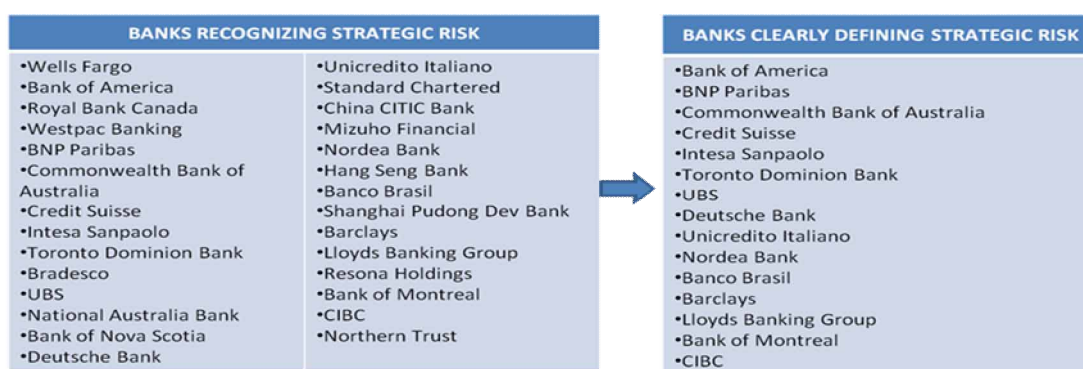 BANKS RECOGNIZING STRATEGIC RISK
•Wells Fargo
•Bank of America
•Royal Bank Canada
•Westpac Banking
•BNP Paribas
•Commonwealth Bank of
Australia
•Credit Suisse
•Intesa Sanpaolo
•Toronto Dominion Bank
•Bradesco
•UBS
•National Australia Bank
•Bank of Nova Scotia
•Deutsche Bank
•Unicredito Italiano
•Standard Chartered
•China CITIC Bank
•Mizuho Financial
•Nordea Bank
•Hang Seng Bank
•Banco Brasil
•Shanghai Pudong Dev Bank
•Barclays
•Lloyds Banking Group
•Resona Holdings
•Bank of Montreal
•CIBC
•Northern Trust
BANKS CLEARLY DEFINING STRATEGIC RISK
•Bank of America
•BNP Paribas
•Commonwealth Bank of Australia
•Credit Suisse
•Intesa Sanpaolo
•Toronto Dominion Bank
•UBS
•Deutsche Bank
•Unicredito Italiano
•Nordea Bank
•Banco Brasil
•Barclays
•Lloyds Banking Group
•Bank of Montreal
•CIBC